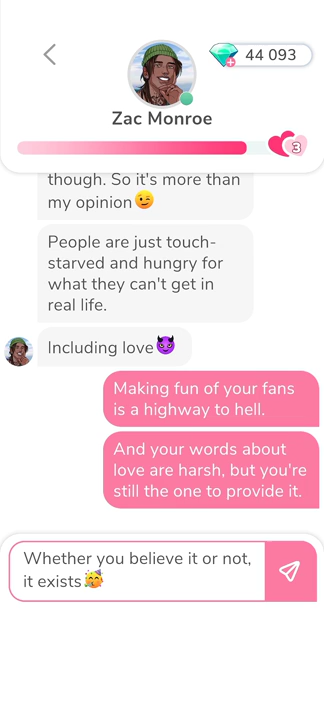 44 093
Zac Monroe
3
though. So it's more than
my opinion😉
People are just touch-
starved and hungry for
what they can't get in
real life.
Including love😈
Making fun of your fans
is a highway to hell.
And your words about
love are harsh, but you're
still the one to provide it.
Whether you believe it or not,
it exists🥳